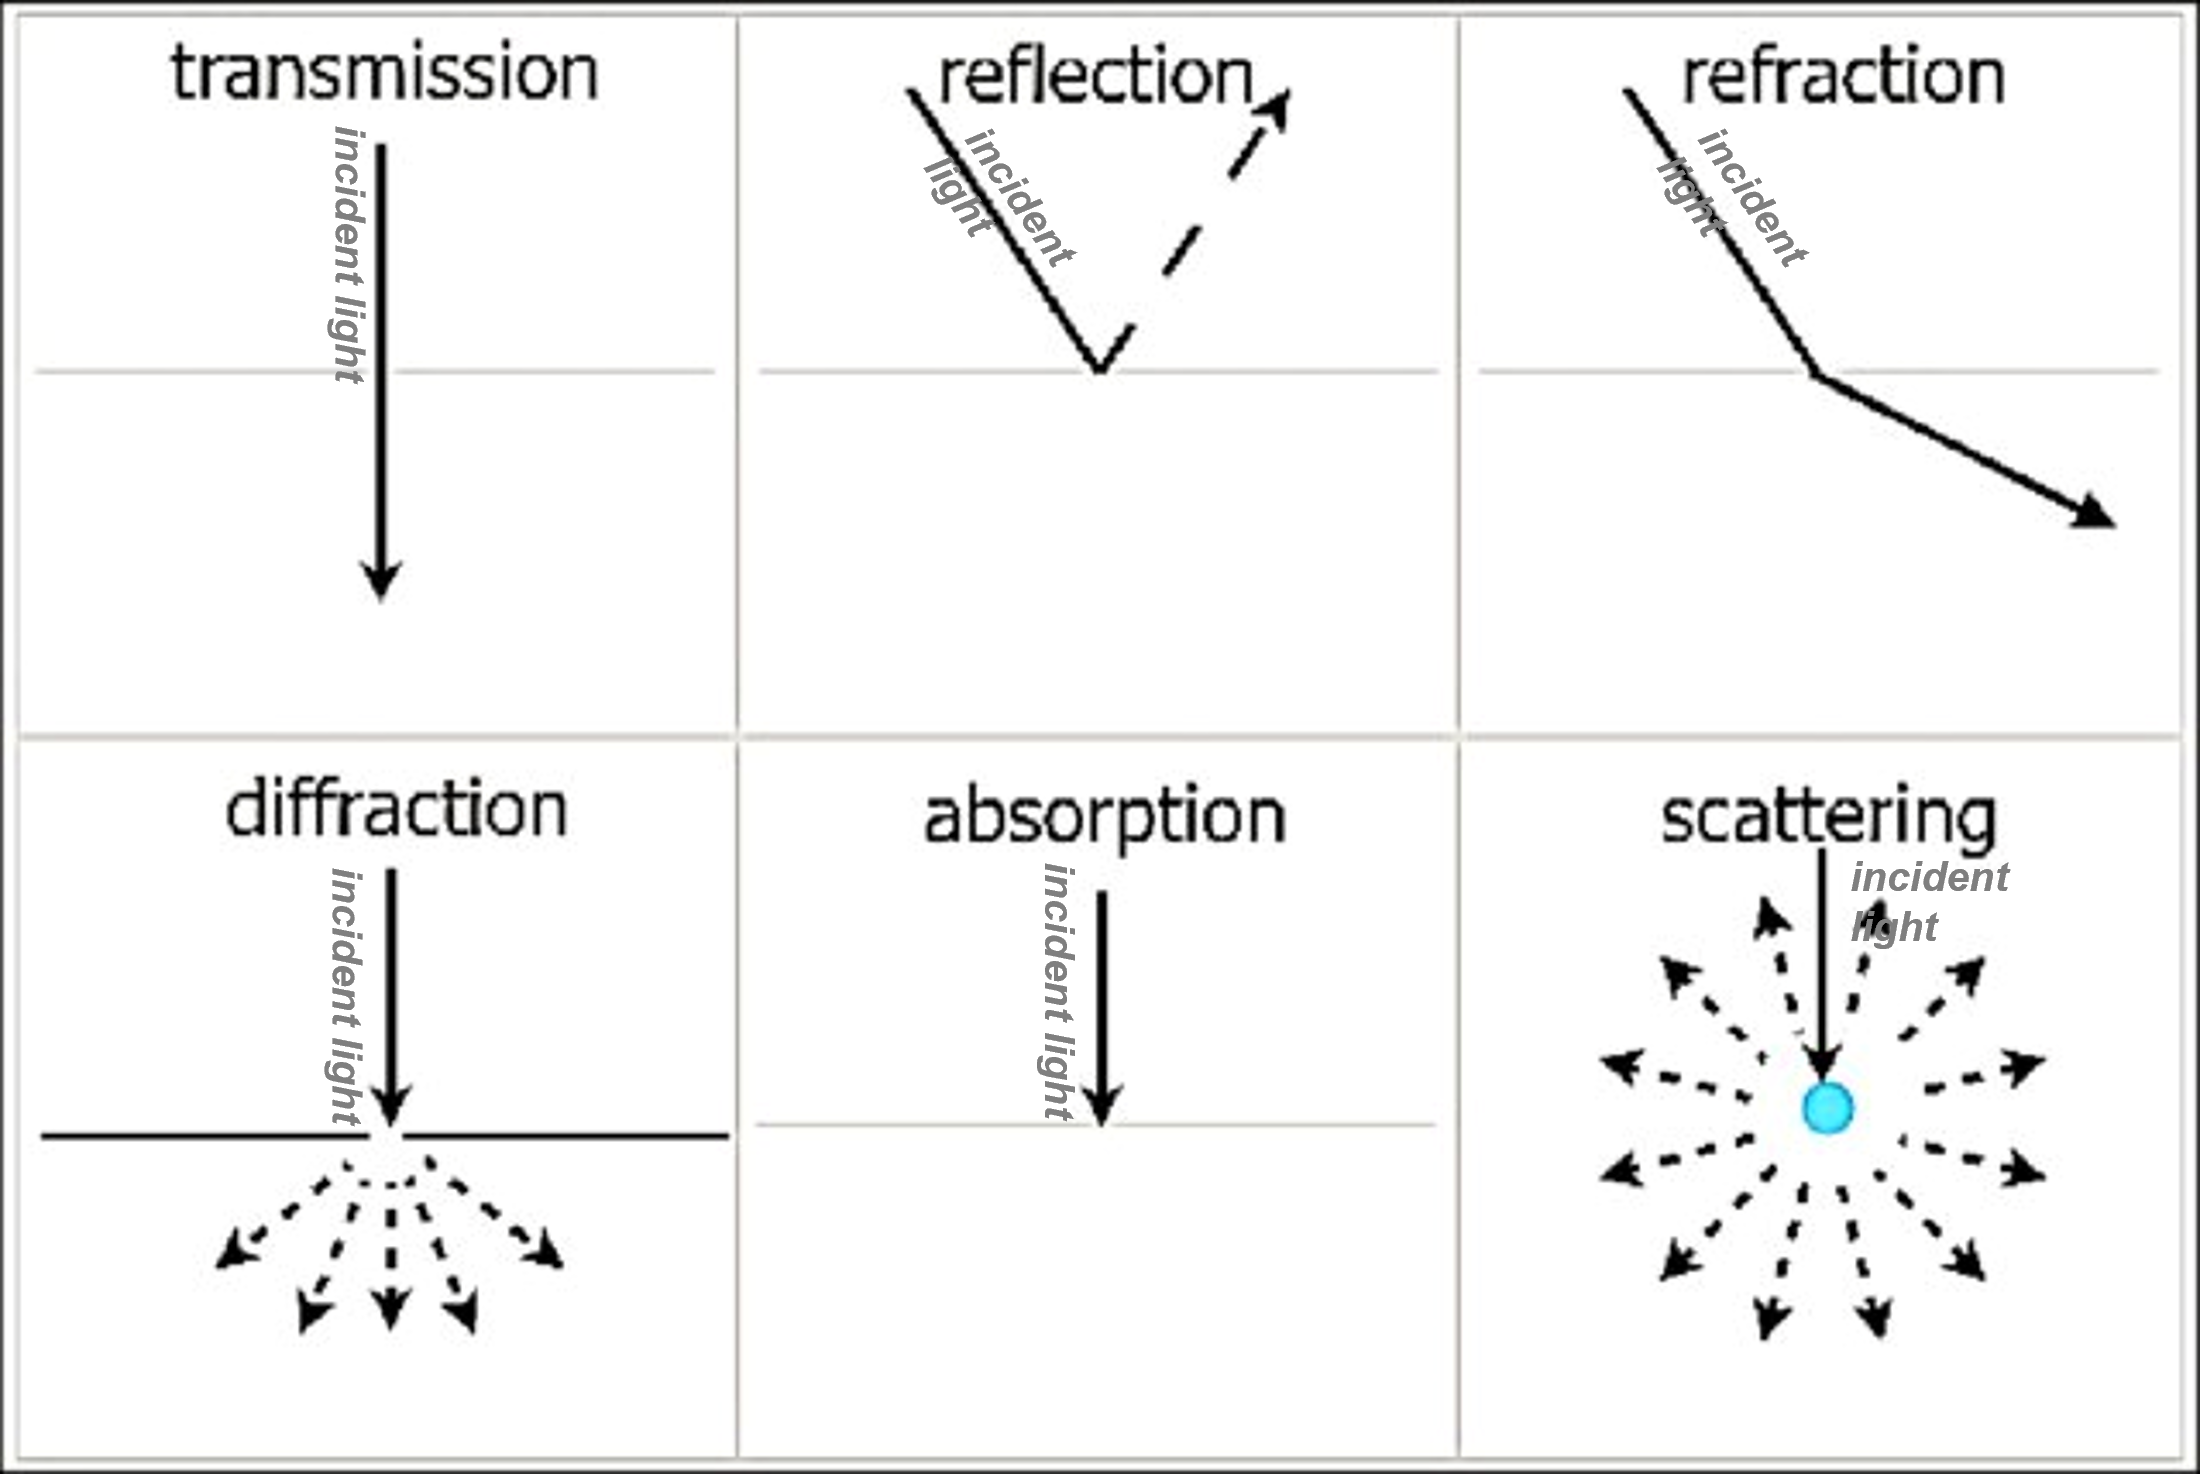 transmission
incident light
reflection
incident
light
refraction
incident
light
diffraction
incident light
absorption
incident light
scattering
incident
light